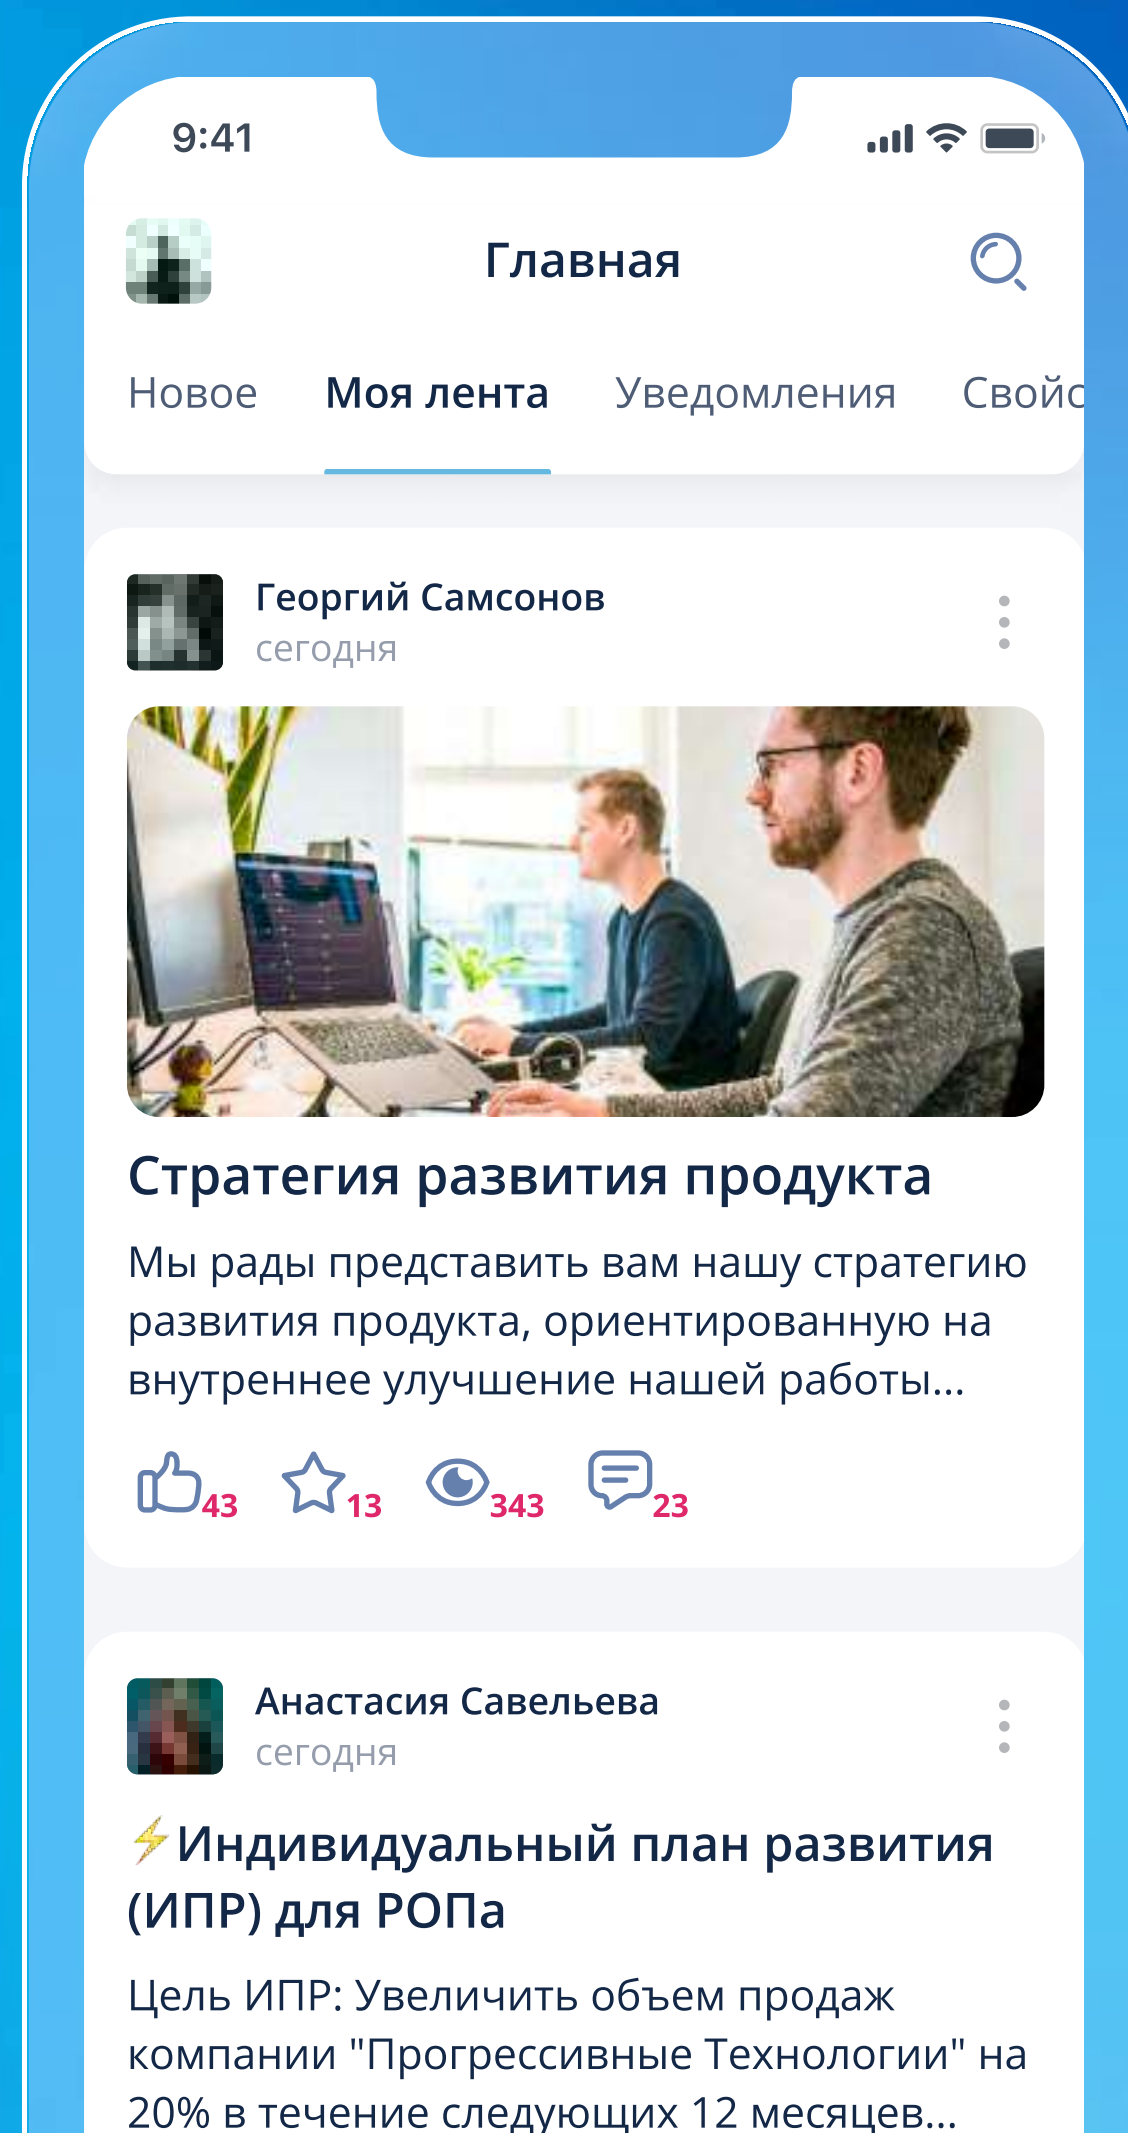 9:41
Главная
Новое Моя лента Уведомления Свойс
Георгий Самсонов
сегодня
Стратегия развития продукта
Мы рады представить вам нашу стратегию
развития продукта, ориентированную на
внутреннее улучшение нашей работы...
43 13 343 23
Анастасия Савельева
сегодня
⚡Индивидуальный план развития
(ИПР) для РОПа
Цель ИПР: Увеличить объем продаж
компании "Прогрессивные Технологии" на
20% в течение следующих 12 месяцев...